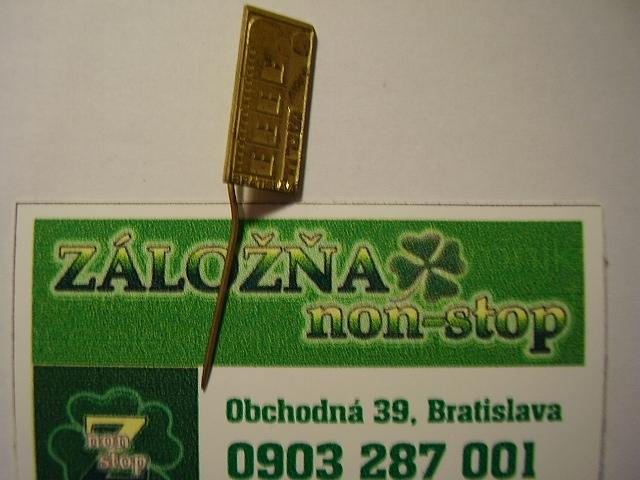 ZÁLOŽŇA
non-stop
Obchodná 39, Bratislava
0903 287 001
Z
non
stop